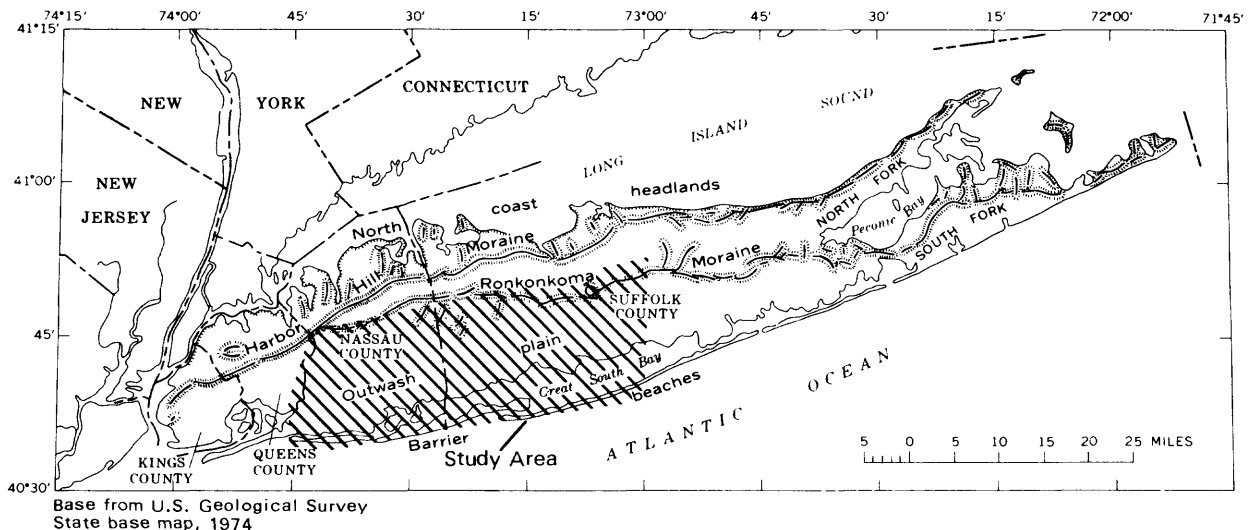 74°15' 74°00' 45' 30' 15' 73°00' 45' 30' 15' 72°00' 71°45'
41°15'
41°00'
45'
40°30'
NEW YORK
CONNECTICUT
NEW
JERSEY
LONG ISLAND SOUND
North coast headlands
Harbor Hill Moraine
Ronkonkoma Moraine
NORTH FORK
Peconic Bay
SOUTH FORK
SUFFOLK
COUNTY
NASSAU
COUNTY
Outwash plain
Great South Bay
Barrier beaches
ATLANTIC OCEAN
KINGS
COUNTY
QUEENS
COUNTY
Study Area
5 0 5 10 15 20 25 MILES
Base from U.S. Geological Survey
State base map, 1974